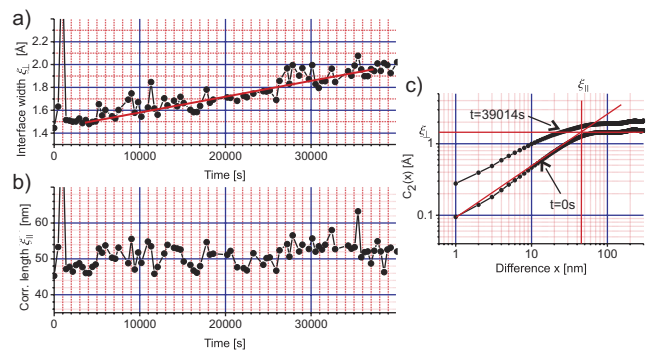 a)
Interface width ξ⊥ [Å]
2.4
2.2
2.0
1.8
1.6
1.4
0
10000
20000
30000
Time [s]
b)
Corr. length ξ|| [nm]
60
50
40
0
10000
20000
30000
Time [s]
c)
ξ||
ξ⊥
t=39014s
t=0s
C2(x) [Å]
1
0.1
1
10
100
Difference x [nm]